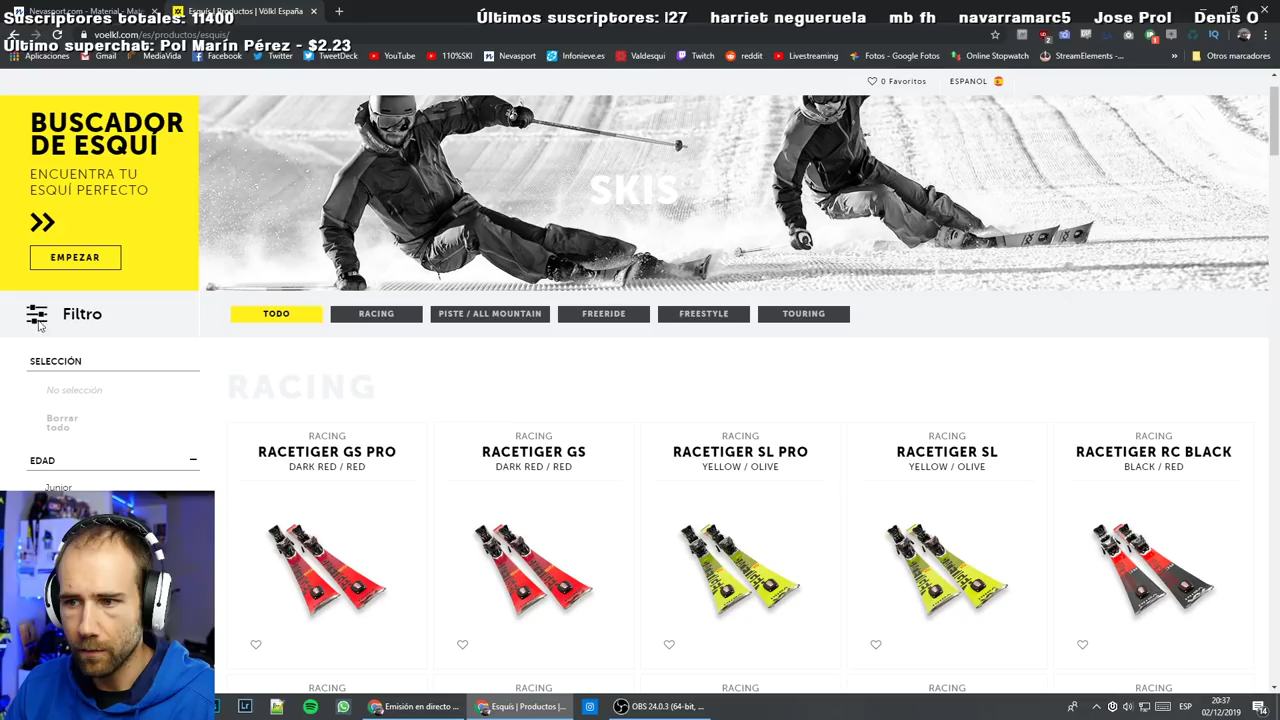 Nevasport.com - Material - Mate
Esquís | Productos | Völkl España
Suscriptores totales: 11400
Últimos suscriptores: l27 harriet negueruela mb fh navarramarc5 Jose Prol Denis O
voelkl.com/es/productos/esquis/
Último superchat: Pol Marín Pérez - $2.23
Aplicaciones Gmail MediaVida Facebook Twitter TweetDeck YouTube 110%SKI Nevasport Infonieve.es Valdesqui Twitch reddit Livestreaming Fotos - Google Fotos Online Stopwatch StreamElements -... » Otros marcadores
0 Favoritos ESPANOL
BUSCADOR
DE ESQUÍ
ENCUENTRA TU
ESQUÍ PERFECTO
EMPEZAR
SKIS
Filtro
TODO RACING PISTE / ALL MOUNTAIN FREERIDE FREESTYLE TOURING
SELECCIÓN
No selección
Borrar
todo
EDAD
Junior
RACING
RACING
RACETIGER GS PRO
DARK RED / RED
RACING
RACETIGER GS
DARK RED / RED
RACING
RACETIGER SL PRO
YELLOW / OLIVE
RACING
RACETIGER SL
YELLOW / OLIVE
RACING
RACETIGER RC BLACK
BLACK / RED
RACING RACING RACING RACING RACING
Emisión en directo ... Esquís | Productos |... OBS 24.0.3 (64-bit, ...
ESP
20:37
02/12/2019
14